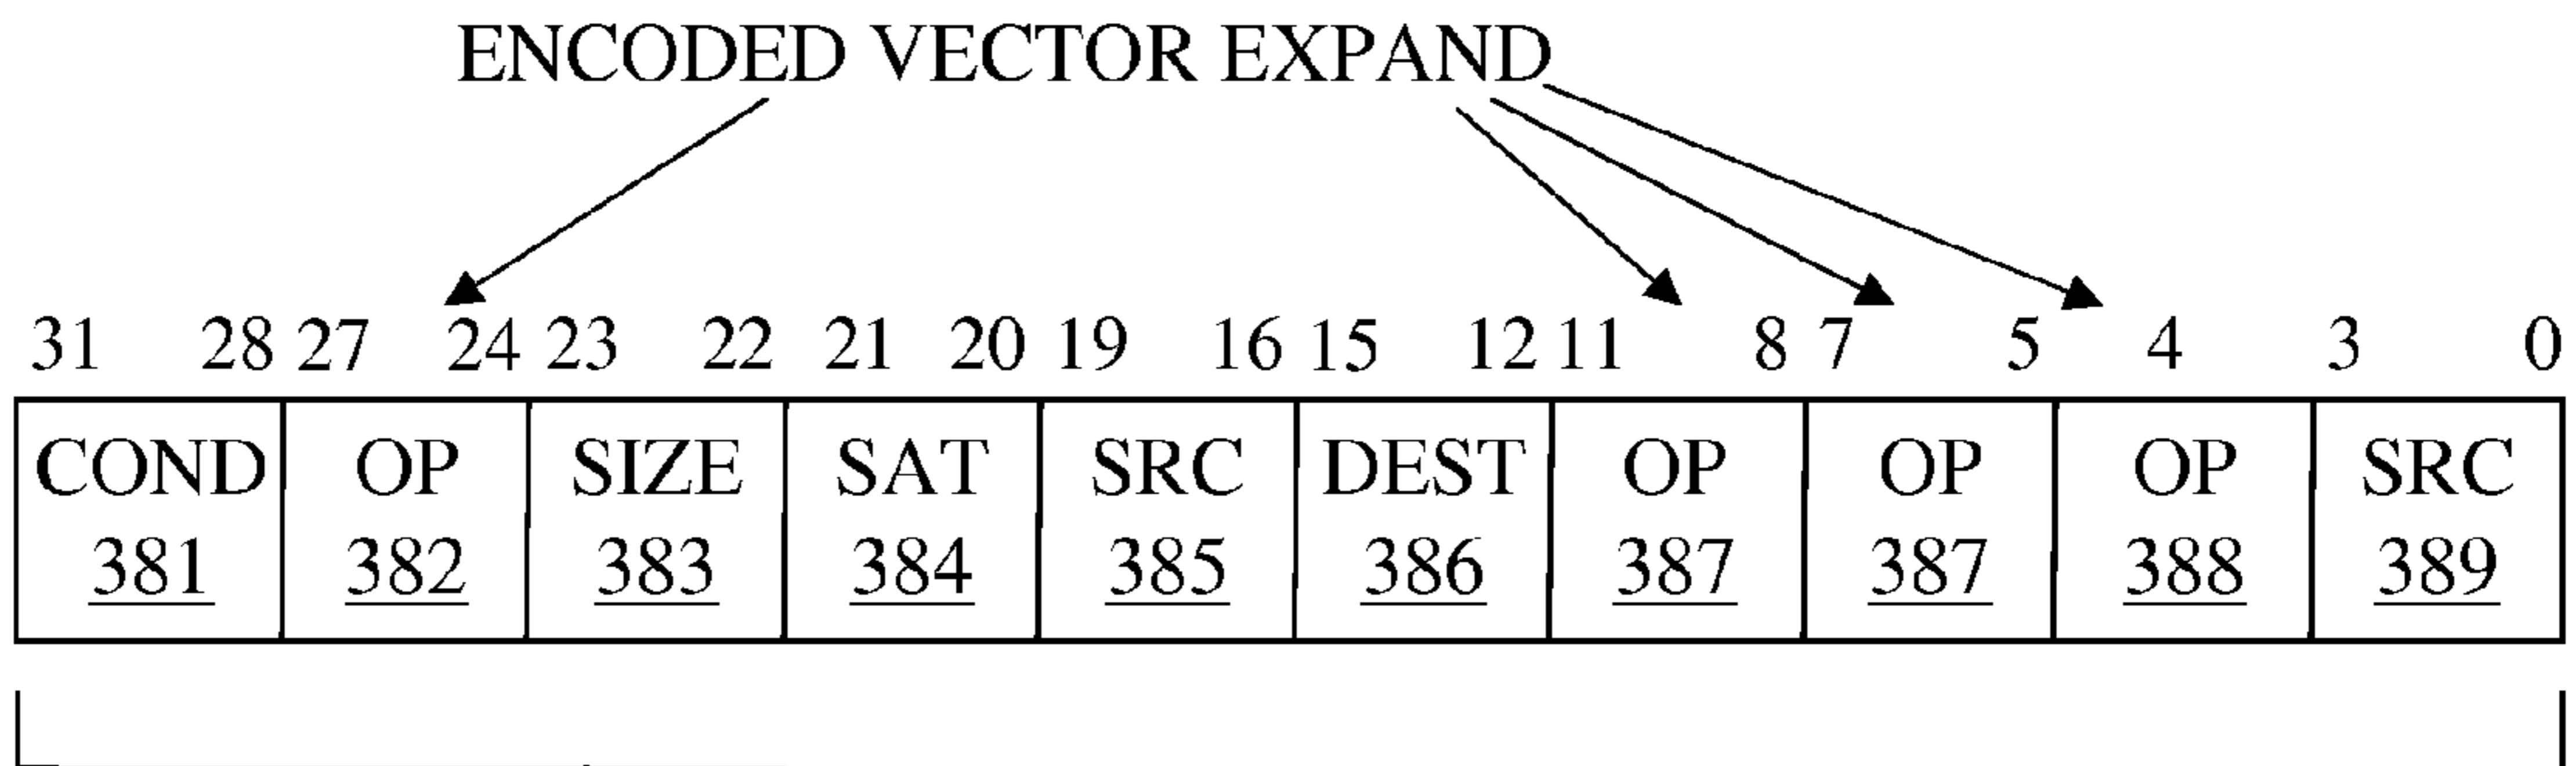 ENCODED VECTOR EXPAND
31 28 27 24 23 22 21 20 19 16 15 12 11 8 7 5 4 3 0
COND OP SIZE SAT SRC DEST OP OP OP SRC
381 382 383 384 385 386 387 387 388 389